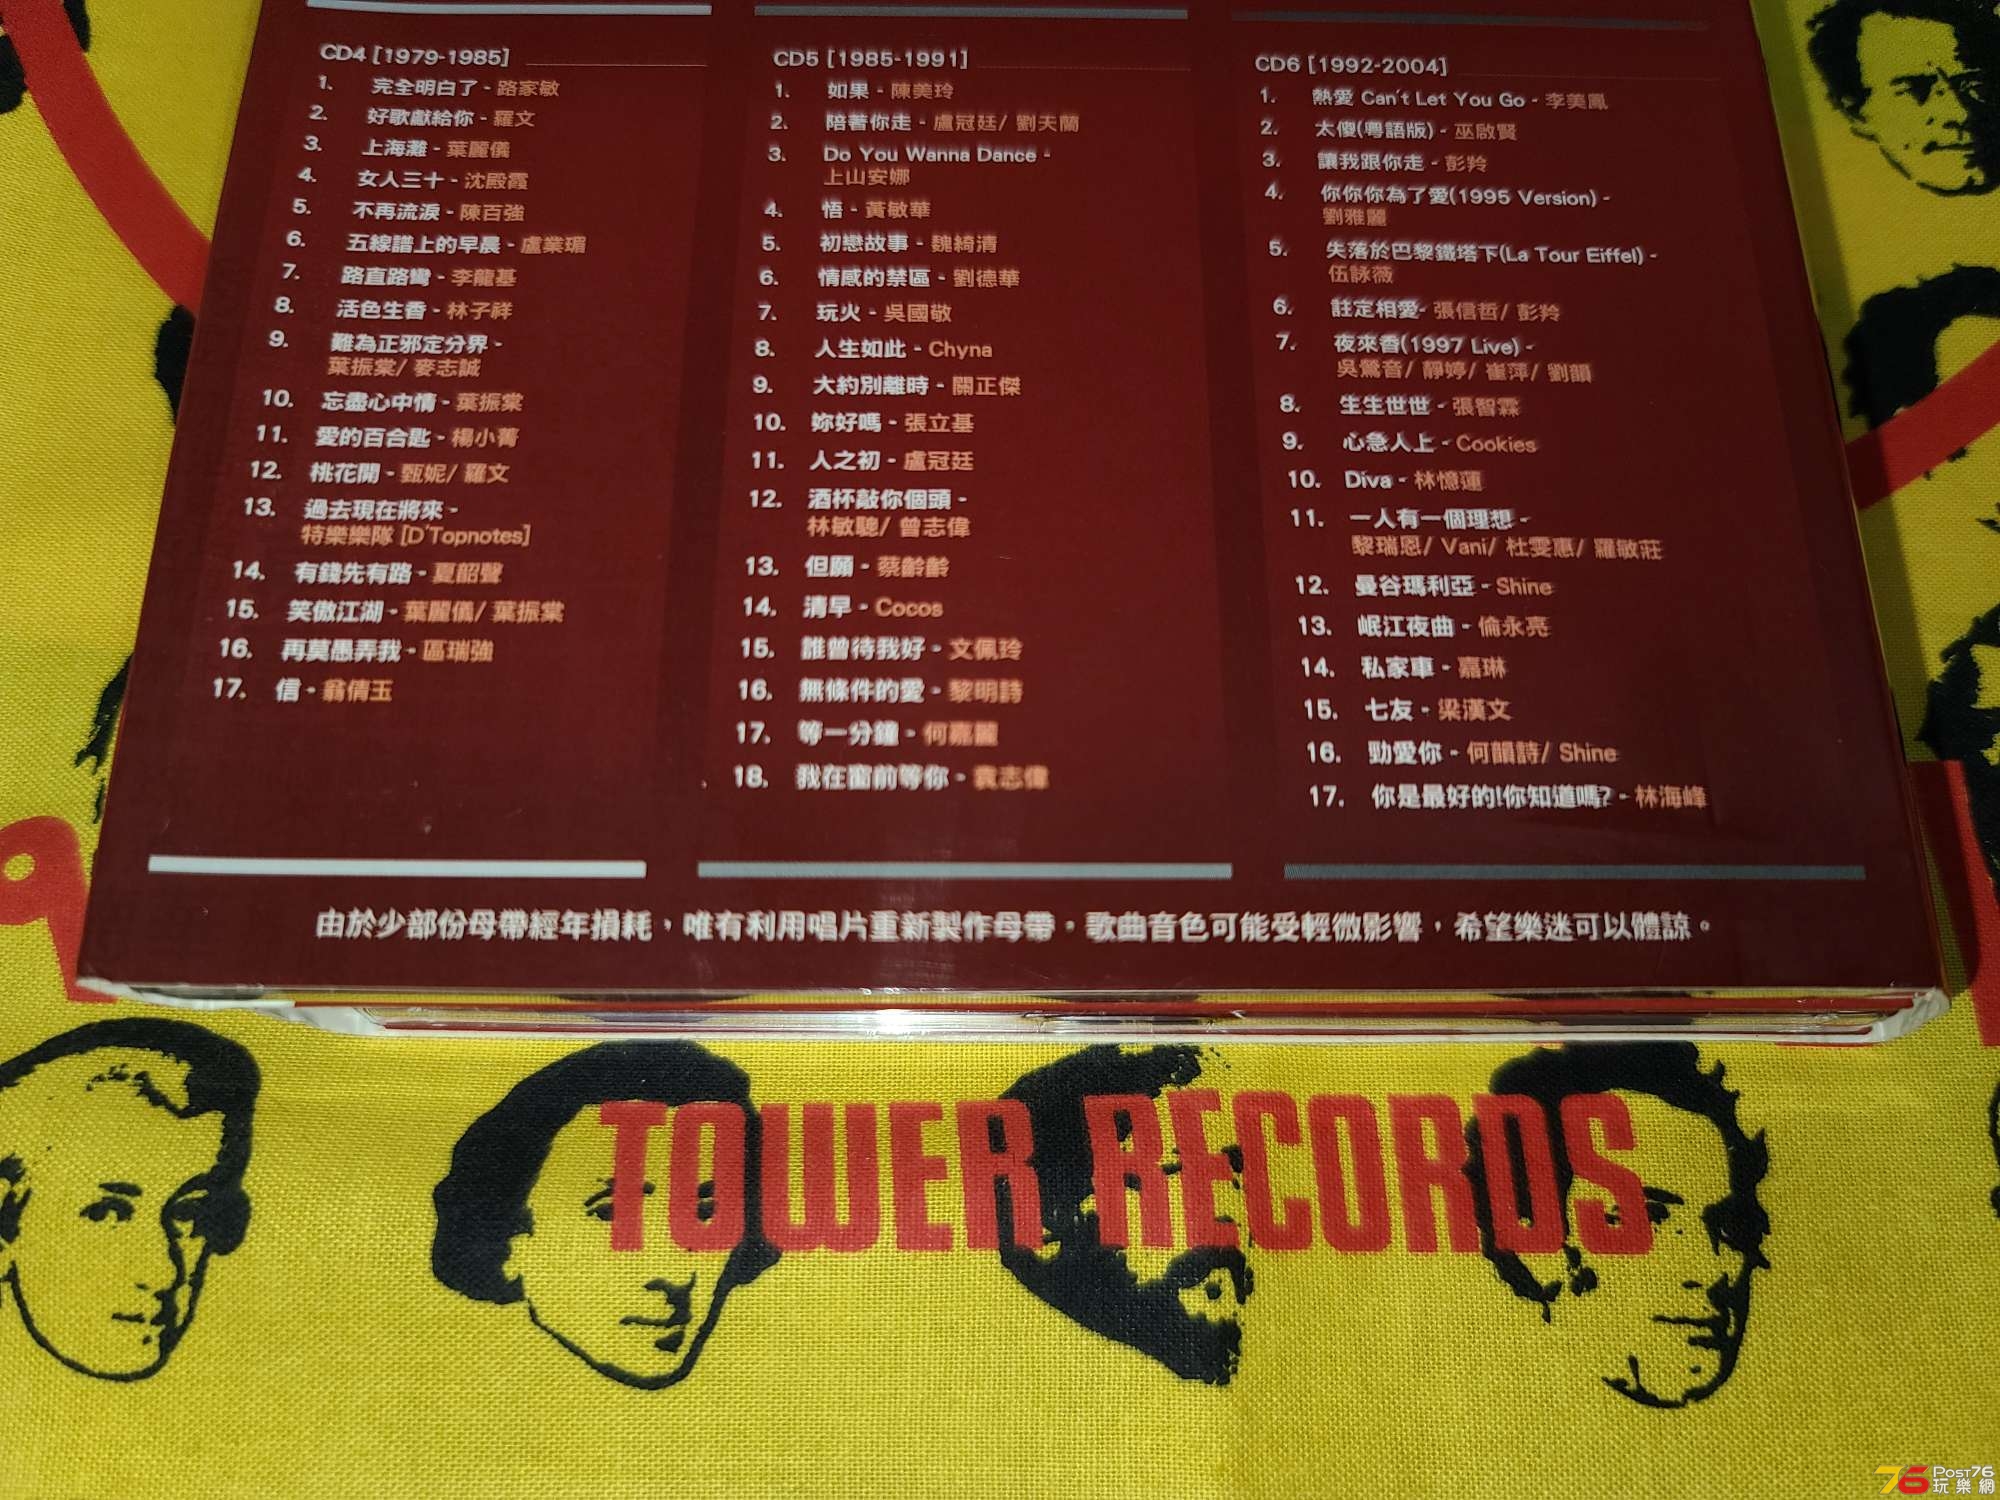 CD4 [1979-1985]
1. 完全明白了 - 路家敏
2. 好歌獻給你 - 羅文
3. 上海灘 - 葉麗儀
4. 女人三十 - 沈殿霞
5. 不再流淚 - 陳百強
6. 五線譜上的早晨 - 盧業瑂
7. 路直路彎 - 李龍基
8. 活色生香 - 林子祥
9. 難為正邪定分界 -
葉振棠/ 麥志誠
10. 忘盡心中情 - 葉振棠
11. 愛的百合匙 - 楊小菁
12. 桃花開 - 甄妮/ 羅文
13. 過去現在將來 -
特樂樂隊 [D'Topnotes]
14. 有錢先有路 - 夏韶聲
15. 笑傲江湖 - 葉麗儀/ 葉振棠
16. 再莫愚弄我 - 區瑞強
17. 信 - 翁倩玉
CD5 [1985-1991]
1. 如果 - 陳美玲
2. 陪著你走 - 盧冠廷/ 劉天蘭
3. Do You Wanna Dance -
上山安娜
4. 悟 - 黃敏華
5. 初戀故事 - 魏綺清
6. 情感的禁區 - 劉德華
7. 玩火 - 吳國敬
8. 人生如此 - Chyna
9. 大約別離時 - 關正傑
10. 妳好嗎 - 張立基
11. 人之初 - 盧冠廷
12. 酒杯敲你個頭 -
林敏驄/ 曾志偉
13. 但願 - 蔡齡齡
14. 清早 - Cocos
15. 誰曾待我好 - 文佩玲
16. 無條件的愛 - 黎明詩
17. 等一分鐘 - 何嘉麗
18. 我在窗前等你 - 袁志偉
CD6 [1992-2004]
1. 熱愛 Can't Let You Go - 李美鳳
2. 太傻(粵語版) - 巫啟賢
3. 讓我跟你走 - 彭羚
4. 你你你為了愛(1995 Version) -
劉雅麗
5. 失落於巴黎鐵塔下(La Tour Eiffel) -
伍詠薇
6. 註定相愛- 張信哲/ 彭羚
7. 夜來香(1997 Live) -
吳鶯音/ 靜婷/ 崔萍/ 劉韻
8. 生生世世 - 張智霖
9. 心急人上 - Cookies
10. Diva - 林憶蓮
11. 一人有一個理想 -
黎瑞恩/ Vani/ 杜雯惠/ 羅敏莊
12. 曼谷瑪利亞 - Shine
13. 岷江夜曲 - 倫永亮
14. 私家車 - 嘉琳
15. 七友 - 梁漢文
16. 勁愛你 - 何韻詩/ Shine
17. 你是最好的!你知道嗎? - 林海峰
由於少部份母帶經年損耗，唯有利用唱片重新製作母帶，歌曲音色可能受輕微影響，希望樂迷可以體諒。
TOWER RECORDS
76 POST76
玩樂網